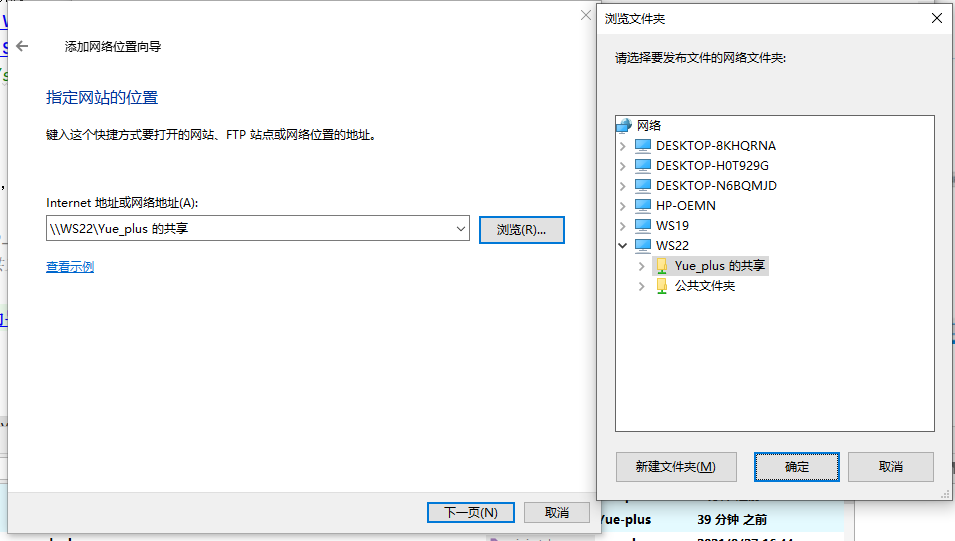 添加网络位置向导
指定网站的位置
键入这个快捷方式要打开的网站、FTP 站点或网络位置的地址。
Internet 地址或网络地址(A):
\\WS22\Yue_plus 的共享
浏览(R)...
查看示例
下一页(N)
取消
浏览文件夹
请选择要发布文件的网络文件夹:
网络
DESKTOP-8KHQRNA
DESKTOP-H0T929G
DESKTOP-N6BQMJD
HP-OEMN
WS19
WS22
Yue_plus 的共享
公共文件夹
新建文件夹(M)
确定
取消
Yue-plus
39 分钟 之前